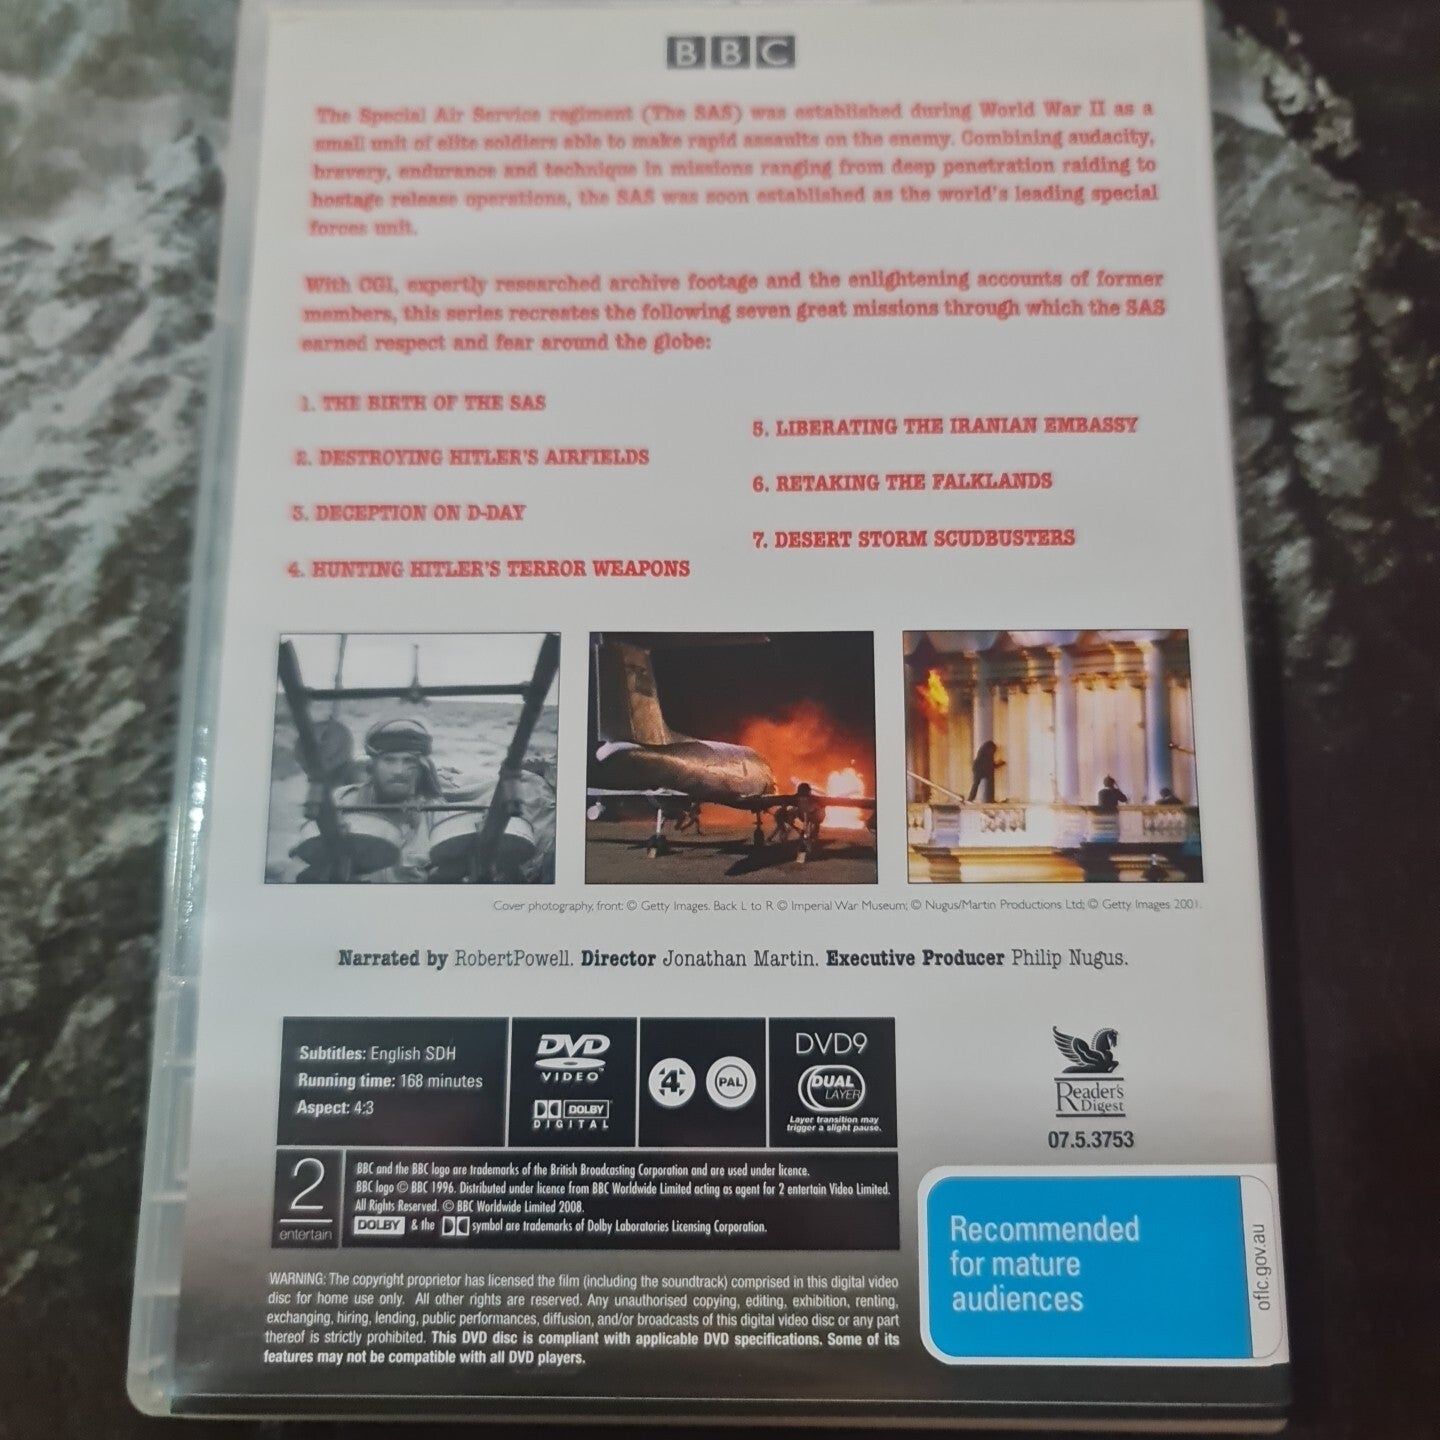 BBC
The Special Air Service regiment (The SAS) was established during World War II as a
small unit of elite soldiers able to make rapid assaults on the enemy. Combining audacity,
bravery, endurance and technique in missions ranging from deep penetration raiding to
hostage release operations, the SAS was soon established as the world's leading special
forces unit.
With CGI, expertly researched archive footage and the enlightening accounts of former
members, this series recreates the following seven great missions through which the SAS
earned respect and fear around the globe:
1. THE BIRTH OF THE SAS
2. DESTROYING HITLER'S AIRFIELDS
3. DECEPTION ON D-DAY
4. HUNTING HITLER'S TERROR WEAPONS
5. LIBERATING THE IRANIAN EMBASSY
6. RETAKING THE FALKLANDS
7. DESERT STORM SCUDBUSTERS
Cover photography, front: © Getty Images. Back L to R © Imperial War Museum; © Nugus/Martin Productions Ltd; © Getty Images 2001.
Narrated by RobertPowell. Director Jonathan Martin. Executive Producer Philip Nugus.
Subtitles: English SDH
Running time: 168 minutes
Aspect: 4:3
DVD
VIDEO™
DOLBY
DIGITAL
4
PAL
DVD9
DUAL
LAYER
Layer transition may
trigger a slight pause.
Reader's
Digest
07.5.3753
2
entertain
BBC and the BBC logo are trademarks of the British Broadcasting Corporation and are used under licence.
BBC logo © BBC 1996. Distributed under licence from BBC Worldwide Limited acting as agent for 2 entertain Video Limited.
All Rights Reserved. © BBC Worldwide Limited 2008.
DOLBY & the symbol are trademarks of Dolby Laboratories Licensing Corporation.
WARNING: The copyright proprietor has licensed the film (including the soundtrack) comprised in this digital video
disc for home use only. All other rights are reserved. Any unauthorised copying, editing, exhibition, renting,
exchanging, hiring, lending, public performances, diffusion, and/or broadcasts of this digital video disc or any part
thereof is strictly prohibited. This DVD disc is compliant with applicable DVD specifications. Some of its
features may not be compatible with all DVD players.
Recommended
for mature
audiences
oflc.gov.au